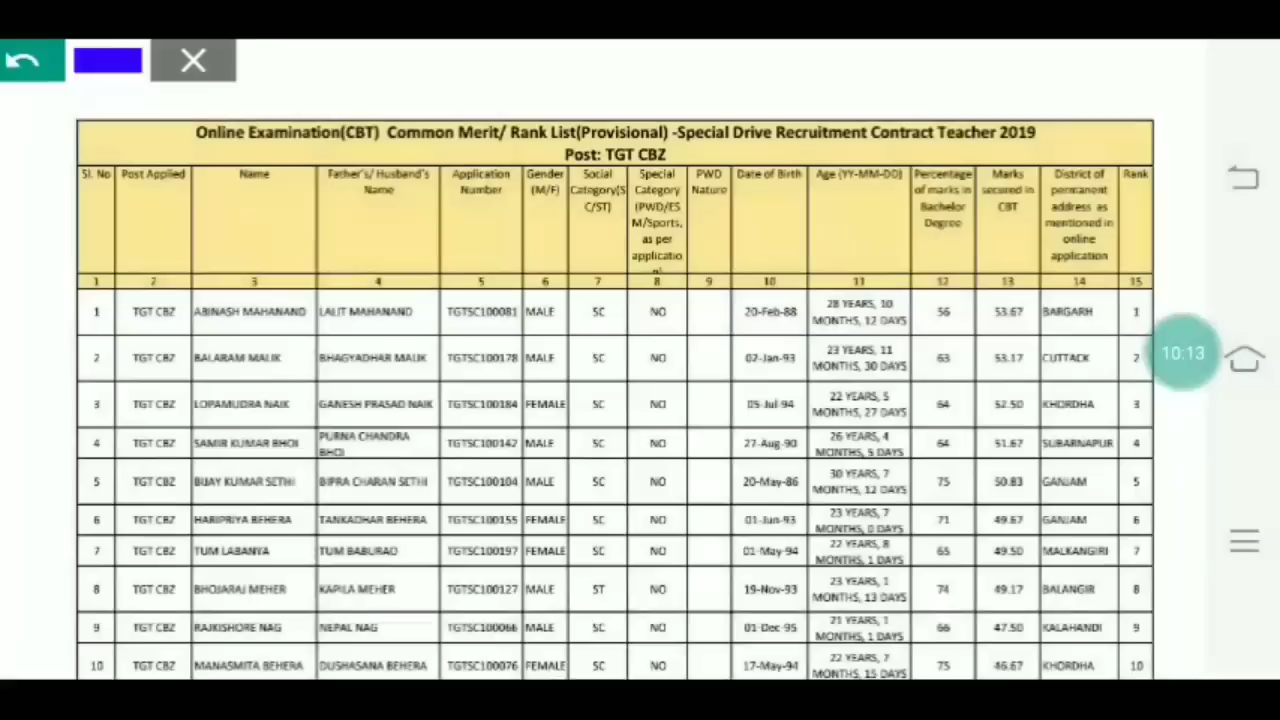 Online Examination(CBT) Common Merit/ Rank List(Provisional) -Special Drive Recruitment Contract Teacher 2019
Post: TGT CBZ
Sl. No Post Applied Name Father's/ Husband's Name Application Number Gender (M/F) Social Category(SC/ST) Special Category (PWD/ESM/Sports, as per application) PWD Nature Date of Birth Age (YY-MM-DD) Percentage of marks in Bachelor Degree Marks secured in CBT District of permanent address as mentioned in online application Rank
1 2 3 4 5 6 7 8 9 10 11 12 13 14 15
1 TGT CBZ ABINASH MAHANAND LALIT MAHANAND TGTSC100081 MALE SC NO 20-Feb-88 28 YEARS, 10 MONTHS, 12 DAYS 56 53.67 BARGARH 1
2 TGT CBZ BALARAM MALIK BHAGYADHAR MALIK TGTSC100178 MALE SC NO 02-Jan-93 23 YEARS, 11 MONTHS, 30 DAYS 63 53.17 CUTTACK 2
10:13
3 TGT CBZ LOPAMUDRA NAIK GANESH PRASAD NAIK TGTSC100184 FEMALE SC NO 05-Jul-94 22 YEARS, 5 MONTHS, 27 DAYS 64 52.50 KHORDHA 3
4 TGT CBZ SAMIR KUMAR BHOI PURNA CHANDRA BHOI TGTSC100142 MALE SC NO 27-Aug-90 26 YEARS, 4 MONTHS, 5 DAYS 64 51.67 SUBARNAPUR 4
5 TGT CBZ BIJAY KUMAR SETHI BIPRA CHARAN SETHI TGTSC100104 MALE SC NO 20-May-86 30 YEARS, 7 MONTHS, 12 DAYS 75 50.83 GANJAM 5
6 TGT CBZ HARIPRIYA BEHERA TANKADHAR BEHERA TGTSC100155 FEMALE SC NO 01-Jun-93 23 YEARS, 7 MONTHS, 0 DAYS 71 49.67 GANJAM 6
7 TGT CBZ TUM LABANYA TUM BABURAO TGTSC100197 FEMALE SC NO 01-May-94 22 YEARS, 8 MONTHS, 1 DAYS 65 49.50 MALKANGIRI 7
8 TGT CBZ BHOJARAJ MEHER KAPILA MEHER TGTSC100127 MALE ST NO 19-Nov-93 23 YEARS, 1 MONTHS, 13 DAYS 74 49.17 BALANGIR 8
9 TGT CBZ RAJKISHORE NAG NEPAL NAG TGTSC100066 MALE SC NO 01-Dec-95 21 YEARS, 1 MONTHS, 1 DAYS 66 47.50 KALAHANDI 9
10 TGT CBZ MANASMITA BEHERA DUSHASANA BEHERA TGTSC100076 FEMALE SC NO 17-May-94 22 YEARS, 7 MONTHS, 15 DAYS 75 46.67 KHORDHA 10